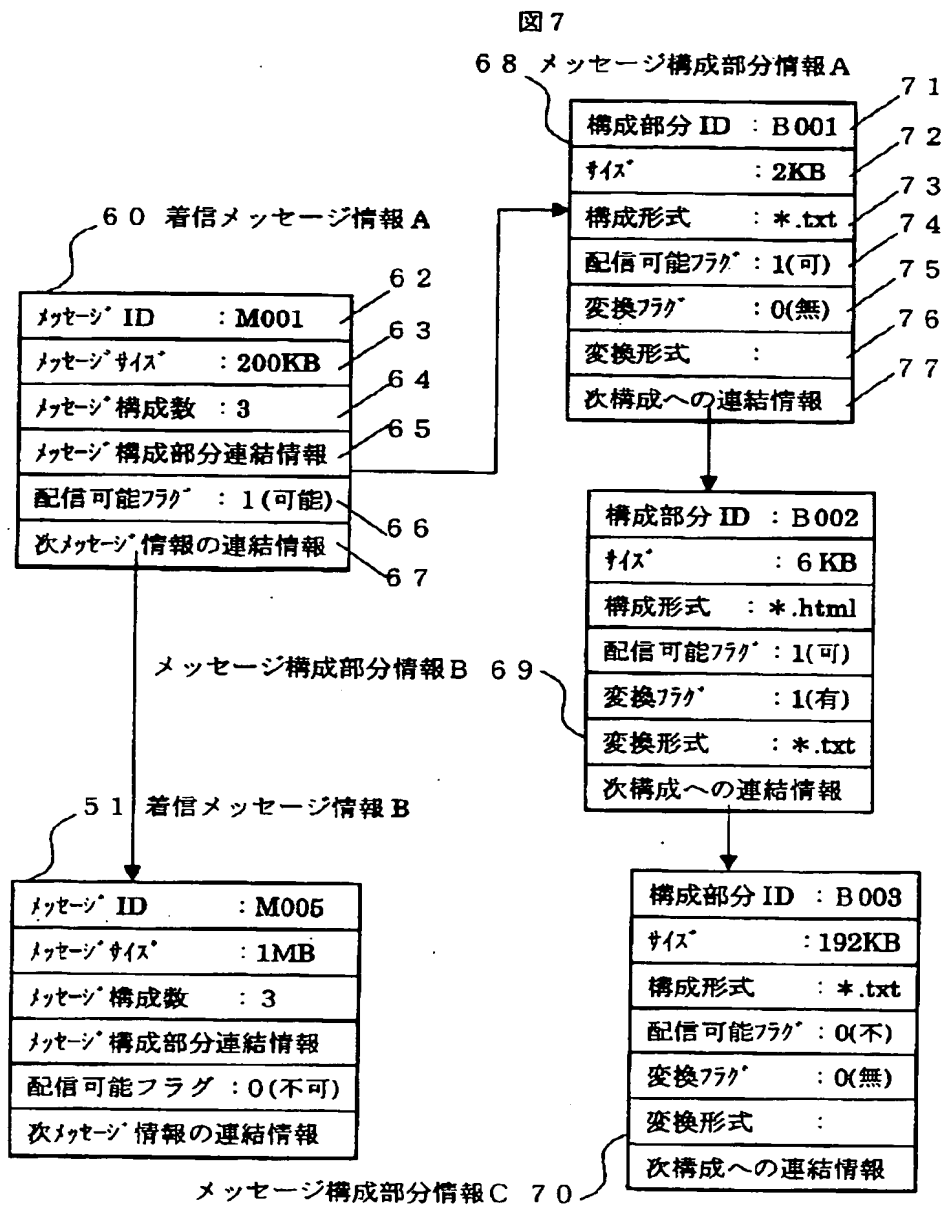 図7
68 メッセージ構成部分情報A
71
構成部分ID : B001
72
ｻｲｽﾞ : 2KB
73
構成形式 : *.txt
74
配信可能ﾌﾗｸﾞ : 1(可)
75
変換ﾌﾗｸﾞ : 0(無)
76
変換形式 :
77
次構成への連結情報
60 着信メッセージ情報A
62
ﾒｯｾｰｼﾞID : M001
63
ﾒｯｾｰｼﾞｻｲｽﾞ : 200KB
64
ﾒｯｾｰｼﾞ構成数 : 3
65
ﾒｯｾｰｼﾞ構成部分連結情報
配信可能ﾌﾗｸﾞ : 1(可能)
66
次ﾒｯｾｰｼﾞ情報の連結情報
67
構成部分ID : B002
ｻｲｽﾞ : 6KB
構成形式 : *.html
配信可能ﾌﾗｸﾞ : 1(可)
変換ﾌﾗｸﾞ : 1(有)
変換形式 : *.txt
次構成への連結情報
メッセージ構成部分情報B 69
51 着信メッセージ情報B
ﾒｯｾｰｼﾞID : M005
ﾒｯｾｰｼﾞｻｲｽﾞ : 1MB
ﾒｯｾｰｼﾞ構成数 : 3
ﾒｯｾｰｼﾞ構成部分連結情報
配信可能フラグ : 0(不可)
次ﾒｯｾｰｼﾞ情報の連結情報
構成部分ID : B003
ｻｲｽﾞ : 192KB
構成形式 : *.txt
配信可能ﾌﾗｸﾞ : 0(不)
変換ﾌﾗｸﾞ : 0(無)
変換形式 :
次構成への連結情報
メッセージ構成部分情報C 70